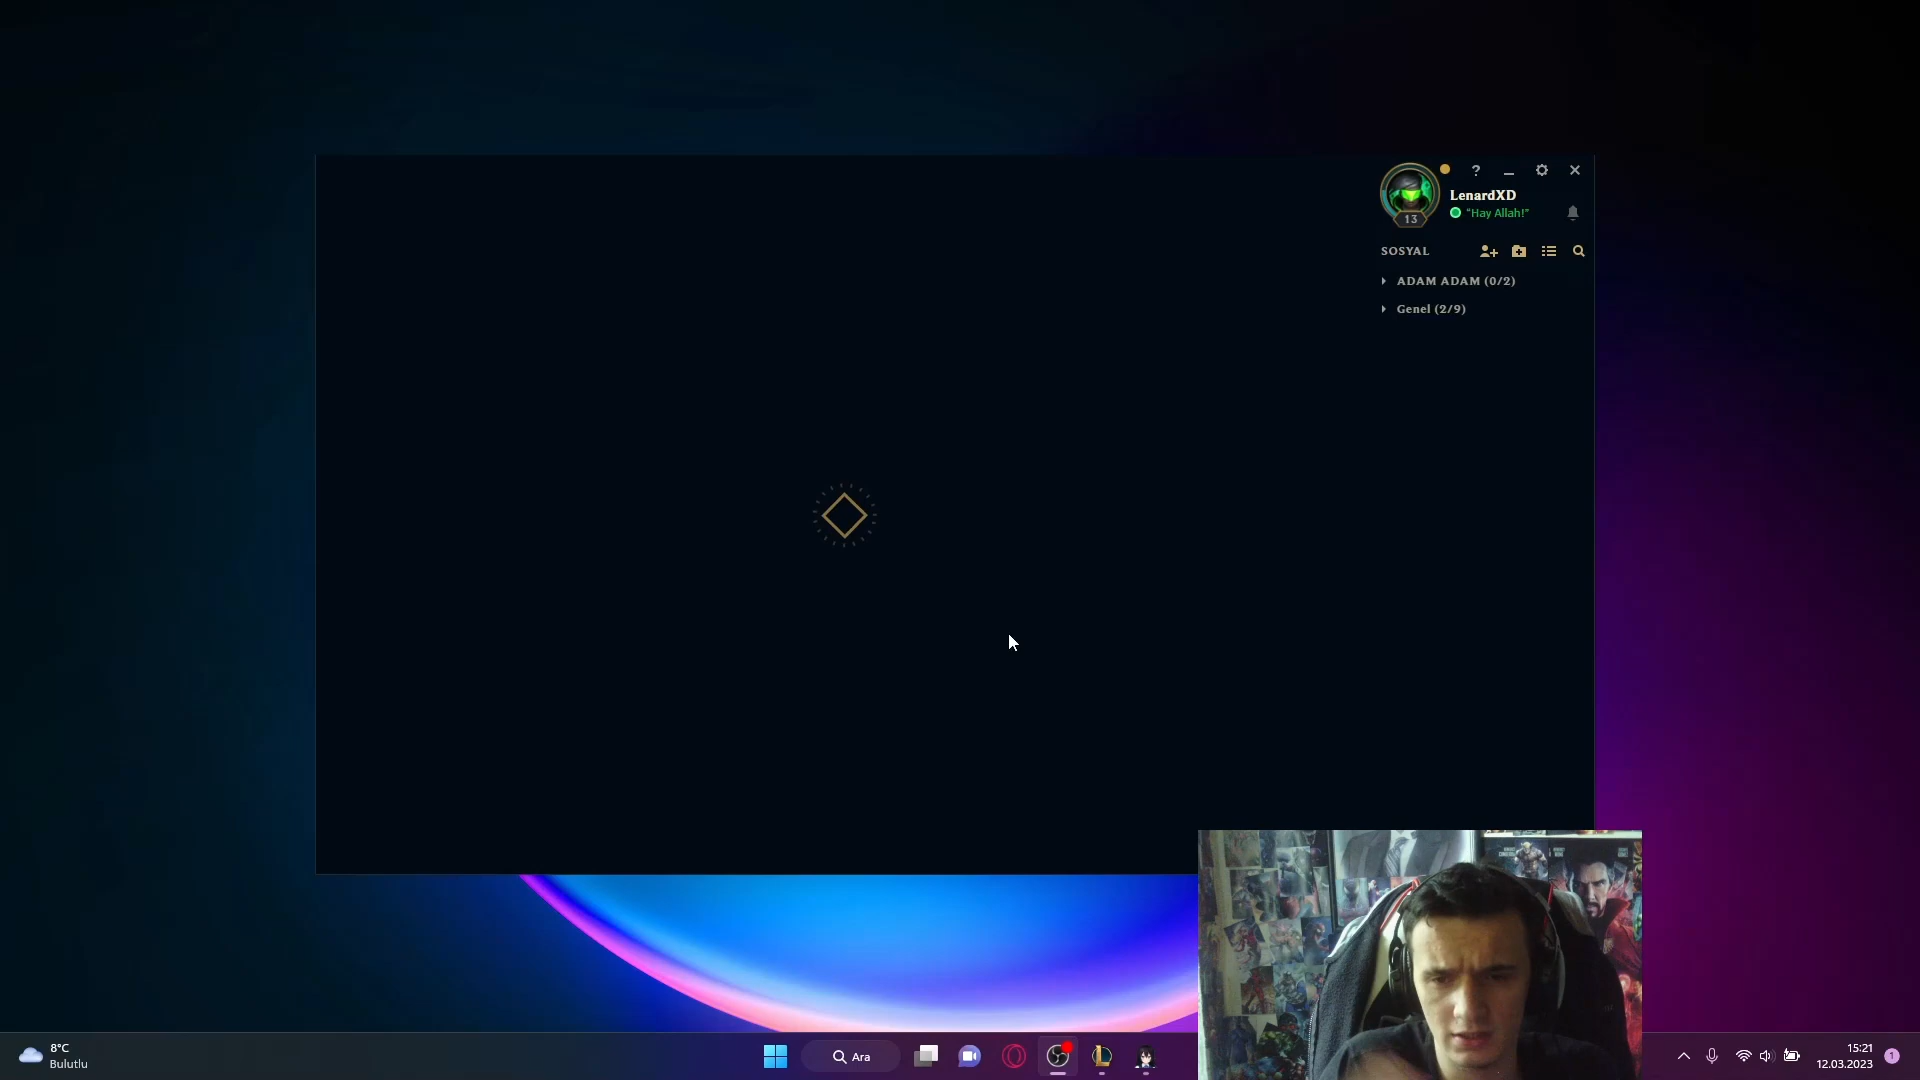 ?
LenardXD
"Hay Allah!"
13
SOSYAL
ADAM ADAM (0/2)
Genel (2/9)
8°C
Bulutlu
Ara
15:21
12.03.2023
1